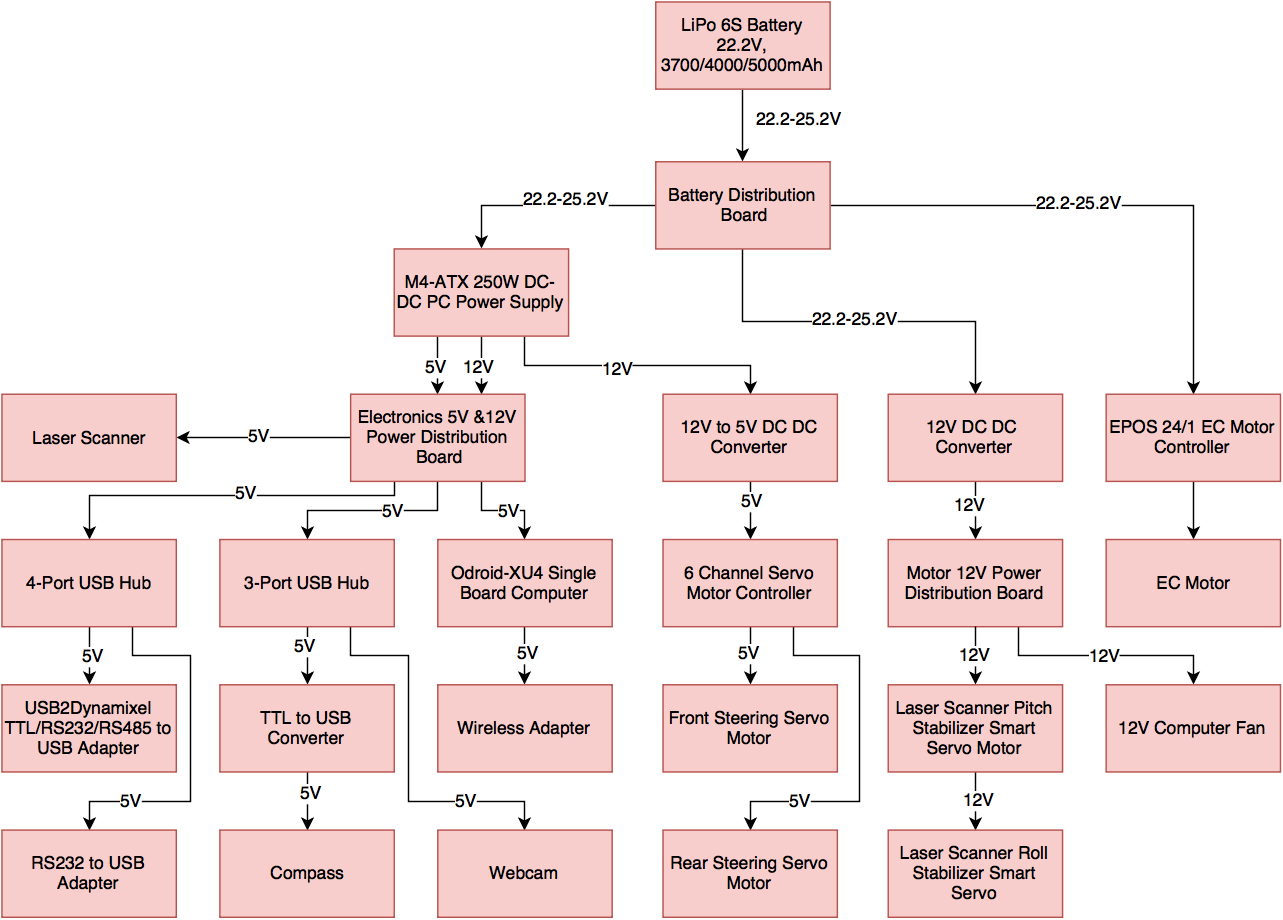 LiPo 6S Battery
22.2V,
3700/4000/5000mAh
22.2-25.2V
Battery Distribution
Board
22.2-25.2V
22.2-25.2V
M4-ATX 250W DC-
DC PC Power Supply
22.2-25.2V
5V
12V
12V
Laser Scanner
5V
Electronics 5V &12V
Power Distribution
Board
12V to 5V DC DC
Converter
12V DC DC
Converter
EPOS 24/1 EC Motor
Controller
5V
5V
5V
5V
12V
4-Port USB Hub
3-Port USB Hub
Odroid-XU4 Single
Board Computer
6 Channel Servo
Motor Controller
Motor 12V Power
Distribution Board
EC Motor
5V
5V
5V
5V
12V
12V
USB2Dynamixel
TTL/RS232/RS485 to
USB Adapter
TTL to USB
Converter
Wireless Adapter
Front Steering Servo
Motor
Laser Scanner Pitch
Stabilizer Smart
Servo Motor
12V Computer Fan
5V
5V
5V
5V
12V
RS232 to USB
Adapter
Compass
Webcam
Rear Steering Servo
Motor
Laser Scanner Roll
Stabilizer Smart
Servo